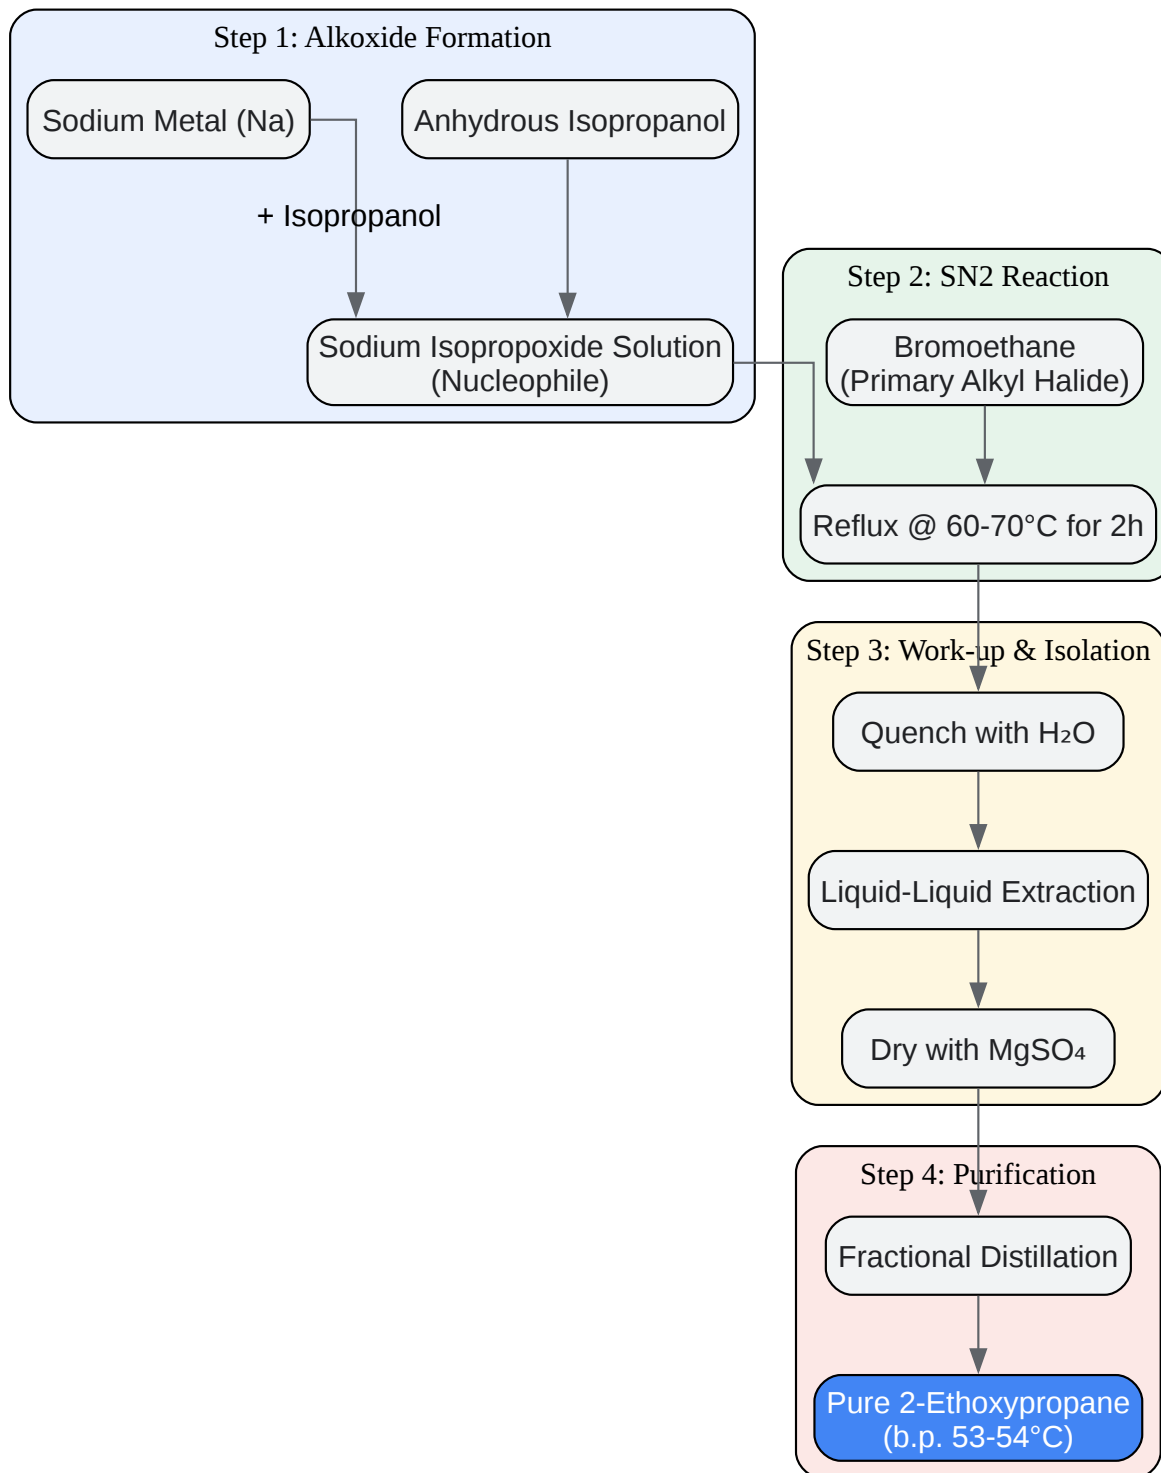 Step 1: Alkoxide Formation
Sodium Metal (Na)
Anhydrous Isopropanol
+ Isopropanol
Sodium Isopropoxide Solution
(Nucleophile)
Step 2: SN2 Reaction
Bromoethane
(Primary Alkyl Halide)
Reflux @ 60-70°C for 2h
Step 3: Work-up & Isolation
Quench with H₂O
Liquid-Liquid Extraction
Dry with MgSO₄
Step 4: Purification
Fractional Distillation
Pure 2-Ethoxypropane
(b.p. 53-54°C)